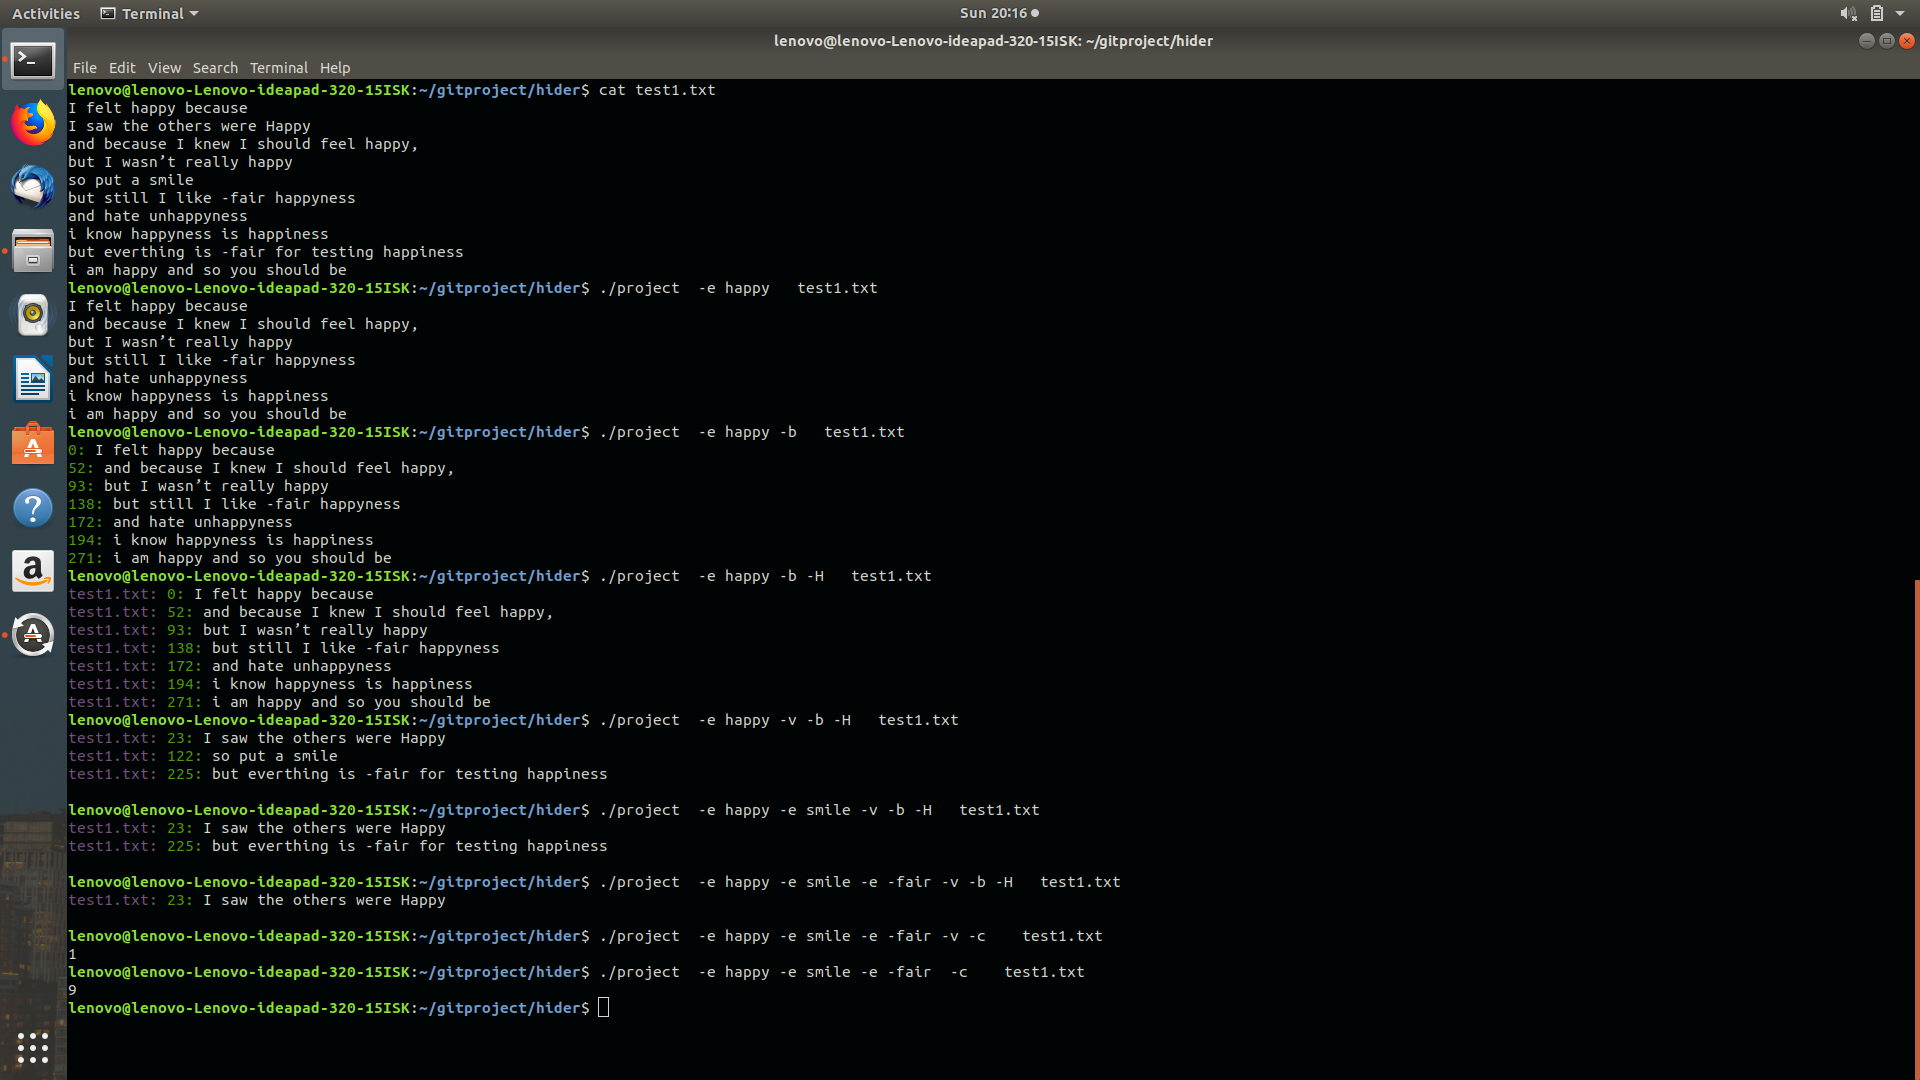 Activities Terminal Sun 20:16
lenovo@lenovo-Lenovo-ideapad-320-15ISK: ~/gitproject/hider
File Edit View Search Terminal Help
lenovo@lenovo-Lenovo-ideapad-320-15ISK:~/gitproject/hider$ cat test1.txt
I felt happy because
I saw the others were Happy
and because I knew I should feel happy,
but I wasn’t really happy
so put a smile
but still I like -fair happyness
and hate unhappyness
i know happyness is happiness
but everthing is -fair for testing happiness
i am happy and so you should be
lenovo@lenovo-Lenovo-ideapad-320-15ISK:~/gitproject/hider$ ./project  -e happy   test1.txt
I felt happy because
and because I knew I should feel happy,
but I wasn’t really happy
but still I like -fair happyness
and hate unhappyness
i know happyness is happiness
i am happy and so you should be
lenovo@lenovo-Lenovo-ideapad-320-15ISK:~/gitproject/hider$ ./project  -e happy -b   test1.txt
0: I felt happy because
52: and because I knew I should feel happy,
93: but I wasn’t really happy
138: but still I like -fair happyness
172: and hate unhappyness
194: i know happyness is happiness
271: i am happy and so you should be
lenovo@lenovo-Lenovo-ideapad-320-15ISK:~/gitproject/hider$ ./project  -e happy -b -H   test1.txt
test1.txt: 0: I felt happy because
test1.txt: 52: and because I knew I should feel happy,
test1.txt: 93: but I wasn’t really happy
test1.txt: 138: but still I like -fair happyness
test1.txt: 172: and hate unhappyness
test1.txt: 194: i know happyness is happiness
test1.txt: 271: i am happy and so you should be
lenovo@lenovo-Lenovo-ideapad-320-15ISK:~/gitproject/hider$ ./project  -e happy -v -b -H   test1.txt
test1.txt: 23: I saw the others were Happy
test1.txt: 122: so put a smile
test1.txt: 225: but everthing is -fair for testing happiness
lenovo@lenovo-Lenovo-ideapad-320-15ISK:~/gitproject/hider$ ./project  -e happy -e smile -v -b -H   test1.txt
test1.txt: 23: I saw the others were Happy
test1.txt: 225: but everthing is -fair for testing happiness
lenovo@lenovo-Lenovo-ideapad-320-15ISK:~/gitproject/hider$ ./project  -e happy -e smile -e -fair -v -b -H   test1.txt
test1.txt: 23: I saw the others were Happy
lenovo@lenovo-Lenovo-ideapad-320-15ISK:~/gitproject/hider$ ./project  -e happy -e smile -e -fair -v -c    test1.txt
1
lenovo@lenovo-Lenovo-ideapad-320-15ISK:~/gitproject/hider$ ./project  -e happy -e smile -e -fair  -c    test1.txt
9
lenovo@lenovo-Lenovo-ideapad-320-15ISK:~/gitproject/hider$